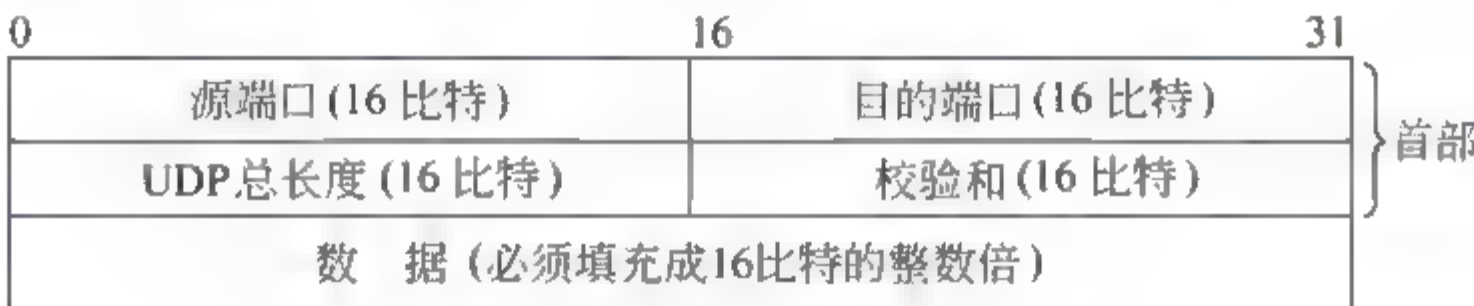 0 16 31
源端口(16 比特) 目的端口(16 比特)
首部
UDP总长度(16 比特) 校验和(16 比特)
数 据(必须填充成16比特的整数倍)